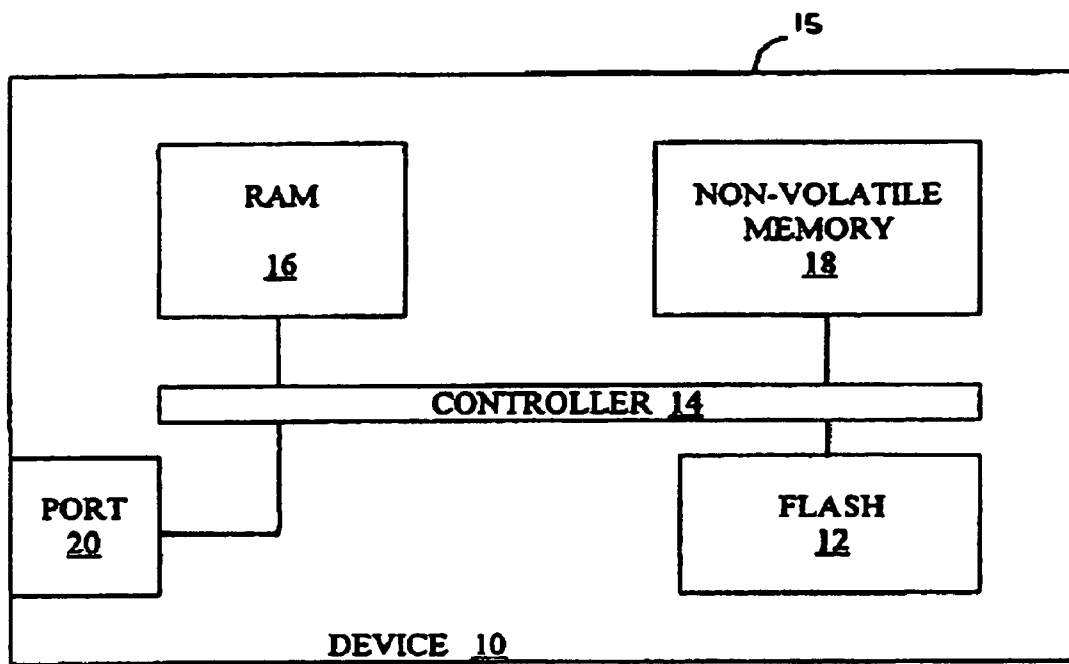 15
RAM
16
NON-VOLATILE
MEMORY
18
CONTROLLER 14
PORT
20
FLASH
12
DEVICE 10